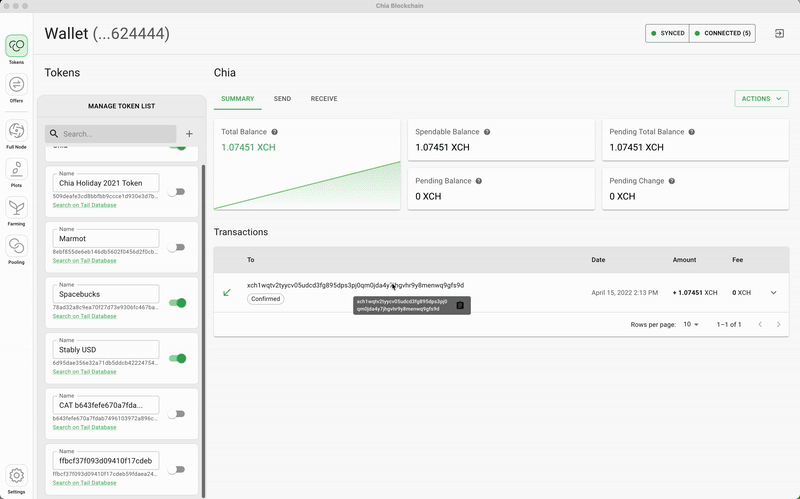 Chia Blockchain
Wallet (...624444)
SYNCED
CONNECTED (5)
Tokens
Offers
Full Node
Plots
Farming
Pooling
Settings
Tokens
MANAGE TOKEN LIST
Search...
Name
Chia Holiday 2021 Token
Search on Tail Database
Name
Marmot
Search on Tail Database
Name
Spacebucks
Search on Tail Database
Name
Stably USD
Search on Tail Database
Name
CAT b643fefe670a7fda...
b643fefe670a7fdab7496103972a896c...
Search on Tail Database
Name
ffbcf37f093d09410f17cdeb
ffbcf37f093d09410f17cdeb59fdaea24...
Search on Tail Database
Chia
SUMMARY
SEND
RECEIVE
ACTIONS
Total Balance
1.07451 XCH
Spendable Balance
1.07451 XCH
Pending Total Balance
1.07451 XCH
Pending Balance
0 XCH
Pending Change
0 XCH
Transactions
To Date Amount Fee
Confirmed
April 15, 2022 2:13 PM
+ 1.07451 XCH
0 XCH
Rows per page: 10
1–1 of 1